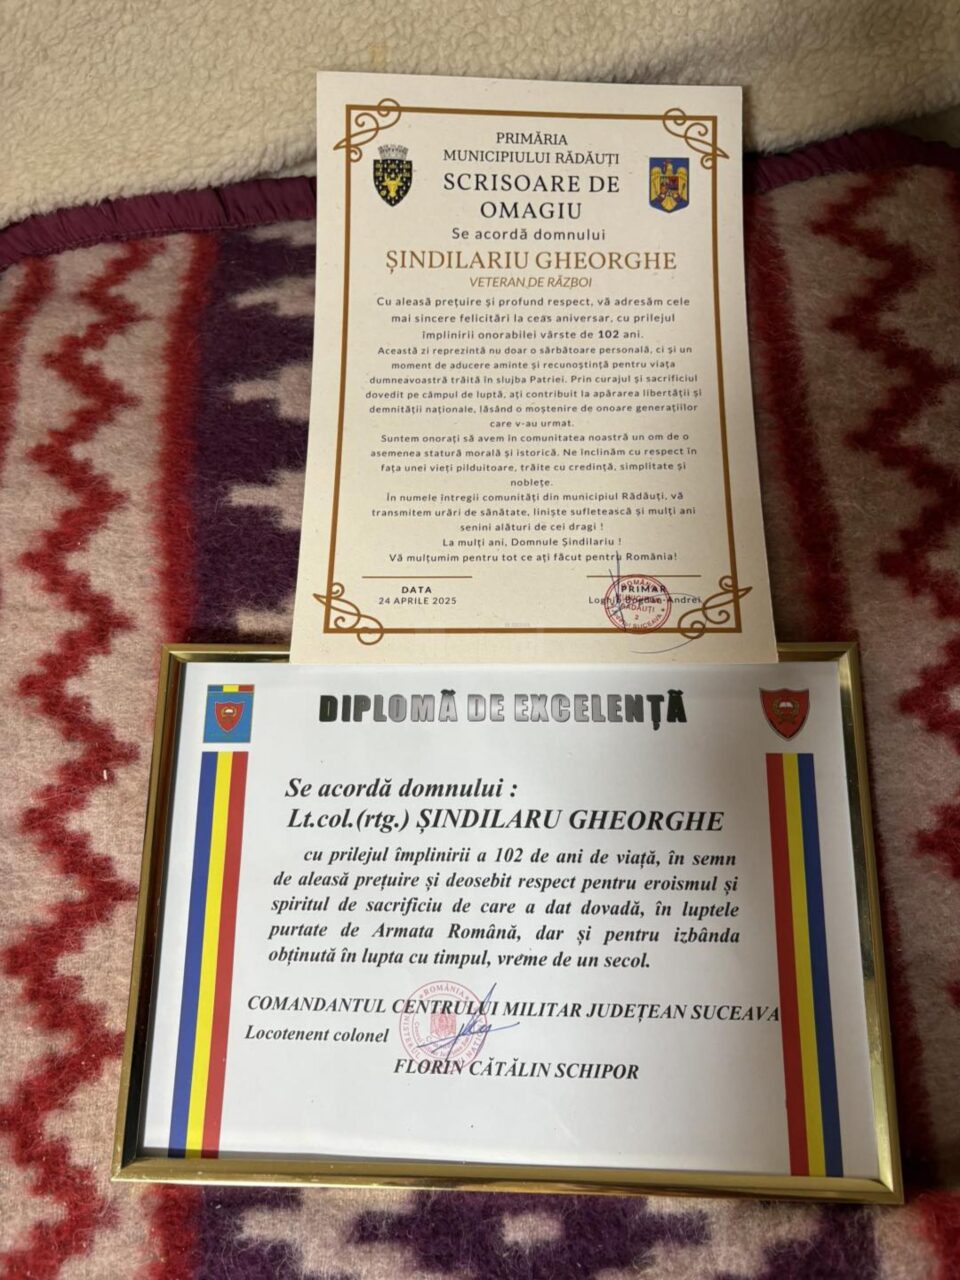 PRIMĂRIA
MUNICIPIULUI RĂDĂUȚI
SCRISOARE DE
OMAGIU
Se acordă domnului
ȘINDILARIU GHEORGHE
VETERAN DE RĂZBOI
Cu aleasă prețuire și profund respect, vă adresăm cele
mai sincere felicitări la ceas aniversar, cu prilejul
împlinirii onorabilei vârste de 102 ani.
Această zi reprezintă nu doar o sărbătoare personală, ci și un
moment de aducere aminte și recunoștință pentru viața
dumneavoastră trăită în slujba Patriei. Prin curajul și sacrificiul
dovedit pe câmpul de luptă, ați contribuit la apărarea libertății și
demnității naționale, lăsând o moștenire de onoare generațiilor
care v-au urmat.
Suntem onorați să avem în comunitatea noastră un om de o
asemenea statură morală și istorică. Ne înclinăm cu respect în
fața unei vieți pilduitoare, trăite cu credință, simplitate și
noblețe.
În numele întregii comunități din municipiul Rădăuți, vă
transmitem urări de sănătate, liniște sufletească și mulți ani
senini alături de cei dragi !
La mulți ani, Domnule Șindilariu !
Vă mulțumim pentru tot ce ați făcut pentru România!
DATA
24 APRILE 2025
PRIMAR
Bogdan-Andrei
ROMÂNIA
RĂDĂUȚI
2
SUCEAVA
DIPLOMĂ DE EXCELENȚĂ
Se acordă domnului :
Lt.col.(rtg.) ȘINDILARU GHEORGHE
cu prilejul împlinirii a 102 de ani de viață, în semn
de aleasă prețuire și deosebit respect pentru eroismul și
spiritul de sacrificiu de care a dat dovadă, în luptele
purtate de Armata Română, dar și pentru izbânda
obținută în lupta cu timpul, vreme de un secol.
ROMÂNIA
COMANDANTUL CENTRULUI MILITAR JUDEȚEAN SUCEAVA
Locotenent colonel
FLORIN CĂTĂLIN SCHIPOR